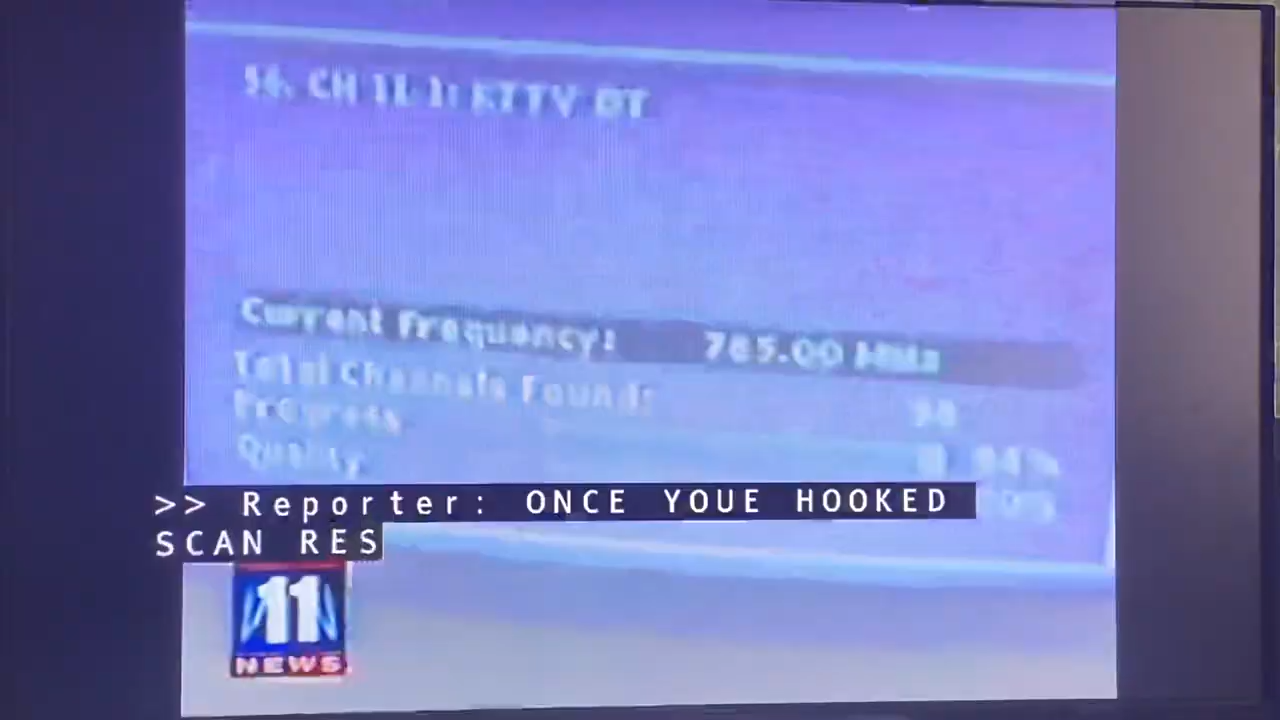 56. CH 11-1: KTTV-DT
Current Frequency: 785.00 MHz
Total Channels Found:
Progress 94%
Quality
>> Reporter: ONCE YOUE HOOKED
SCAN RES
11
NEWS